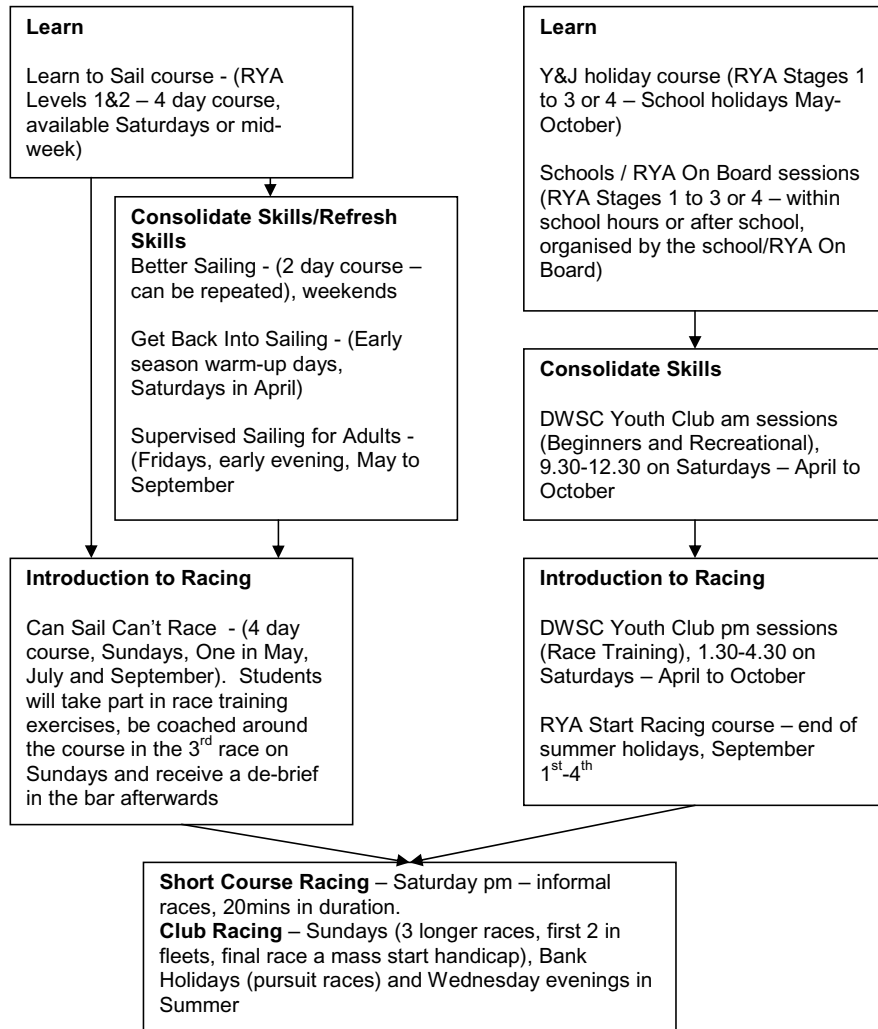 Learn
Learn to Sail course - (RYA
Levels 1&2 – 4 day course,
available Saturdays or mid-
week)
Consolidate Skills/Refresh
Skills
Better Sailing - (2 day course –
can be repeated), weekends
Get Back Into Sailing - (Early
season warm-up days,
Saturdays in April)
Supervised Sailing for Adults -
(Fridays, early evening, May to
September
Introduction to Racing
Can Sail Can't Race - (4 day
course, Sundays, One in May,
July and September). Students
will take part in race training
exercises, be coached around
the course in the 3rd race on
Sundays and receive a de-brief
in the bar afterwards
Learn
Y&J holiday course (RYA Stages 1
to 3 or 4 – School holidays May-
October)
Schools / RYA On Board sessions
(RYA Stages 1 to 3 or 4 – within
school hours or after school,
organised by the school/RYA On
Board)
Consolidate Skills
DWSC Youth Club am sessions
(Beginners and Recreational),
9.30-12.30 on Saturdays – April to
October
Introduction to Racing
DWSC Youth Club pm sessions
(Race Training), 1.30-4.30 on
Saturdays – April to October
RYA Start Racing course – end of
summer holidays, September
1st-4th
Short Course Racing – Saturday pm – informal
races, 20mins in duration.
Club Racing – Sundays (3 longer races, first 2 in
fleets, final race a mass start handicap), Bank
Holidays (pursuit races) and Wednesday evenings in
Summer